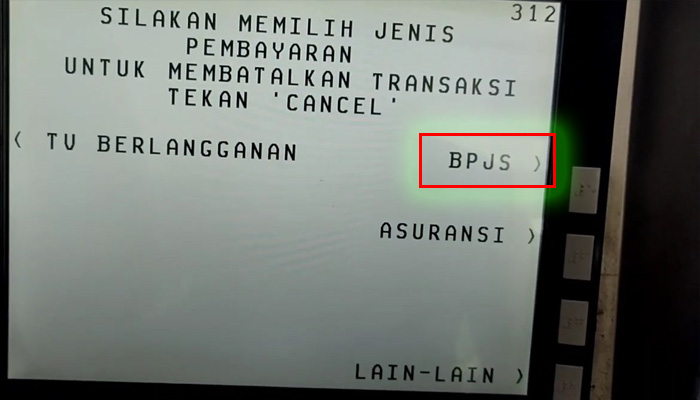 312
SILAKAN MEMILIH JENIS
PEMBAYARAN
UNTUK MEMBATALKAN TRANSAKSI
TEKAN 'CANCEL'
〈 TV BERLANGGANAN BPJS 〉
ASURANSI 〉
LAIN-LAIN 〉